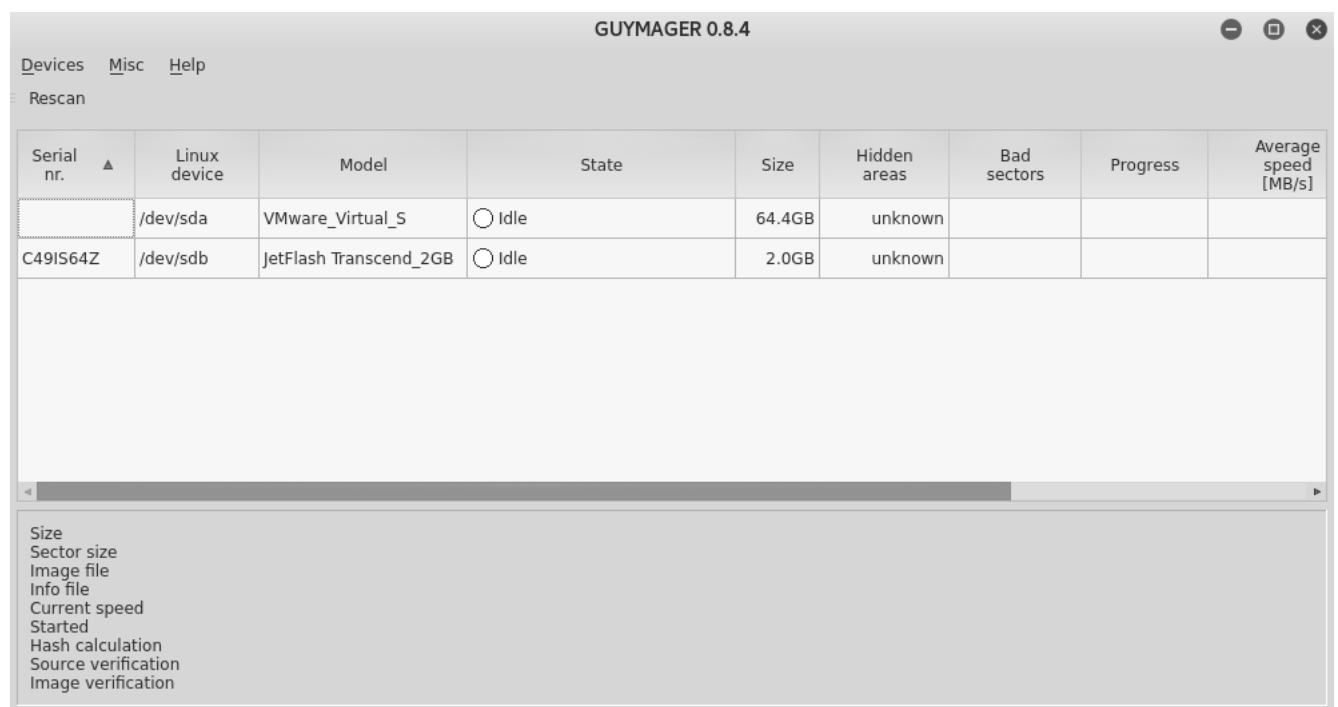 GUYMAGER 0.8.4
Devices Misc Help
Rescan
Serial nr. Linux device Model State Size Hidden areas Bad sectors Progress Average speed [MB/s]
/dev/sda VMware_Virtual_S Idle 64.4GB unknown
C49IS64Z /dev/sdb JetFlash Transcend_2GB Idle 2.0GB unknown
Size
Sector size
Image file
Info file
Current speed
Started
Hash calculation
Source verification
Image verification